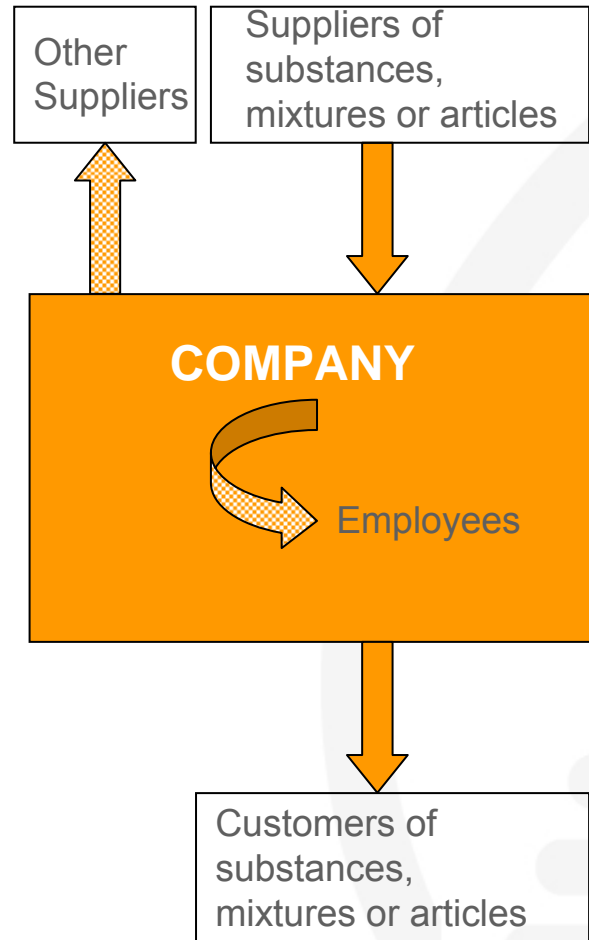 Other
Suppliers
Suppliers of
substances,
mixtures or articles
COMPANY
Employees
Customers of
substances,
mixtures or articles